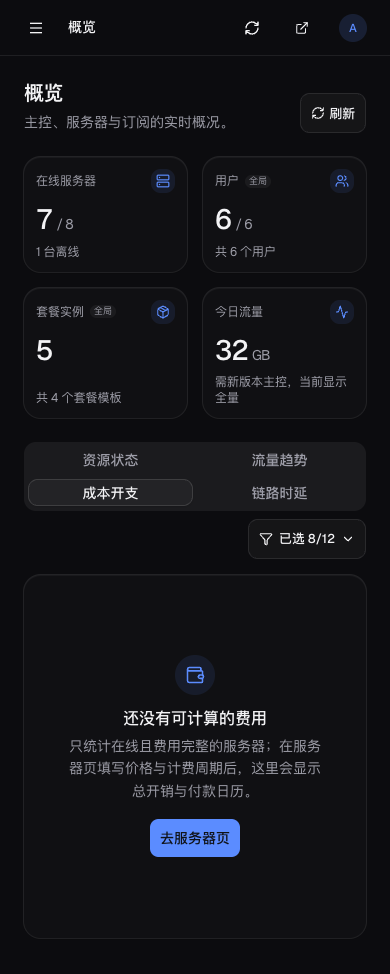 概览
A
概览
主控、服务器与订阅的实时概况。
刷新
在线服务器
7 / 8
1 台离线
用户 全局
6 / 6
共 6 个用户
套餐实例 全局
5
共 4 个套餐模板
今日流量
32 GB
需新版本主控，当前显示
全量
资源状态
流量趋势
成本开支
链路时延
已选 8/12
还没有可计算的费用
只统计在线且费用完整的服务器；在服务
器页填写价格与计费周期后，这里会显示
总开销与付款日历。
去服务器页